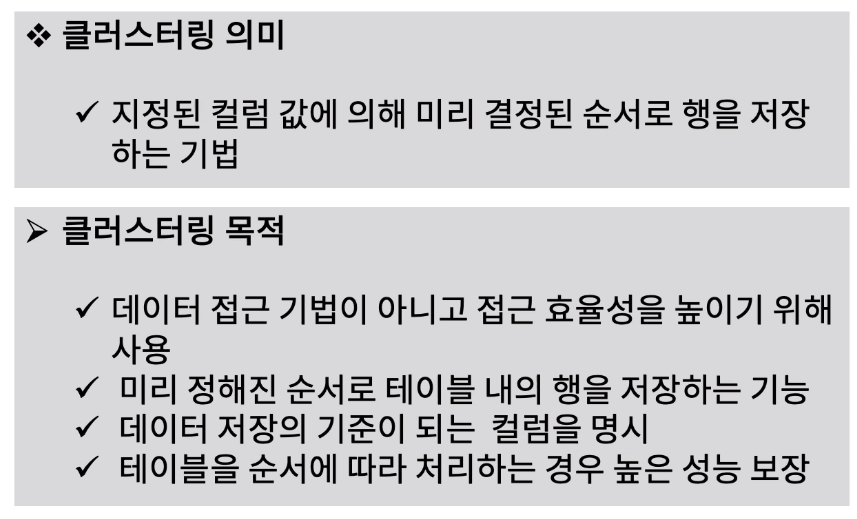 ❖ 클러스터링 의미
✓ 지정된 컬럼 값에 의해 미리 결정된 순서로 행을 저장
하는 기법
➢ 클러스터링 목적
✓ 데이터 접근 기법이 아니고 접근 효율성을 높이기 위해
사용
✓ 미리 정해진 순서로 테이블 내의 행을 저장하는 기능
✓ 데이터 저장의 기준이 되는 컬럼을 명시
✓ 테이블을 순서에 따라 처리하는 경우 높은 성능 보장